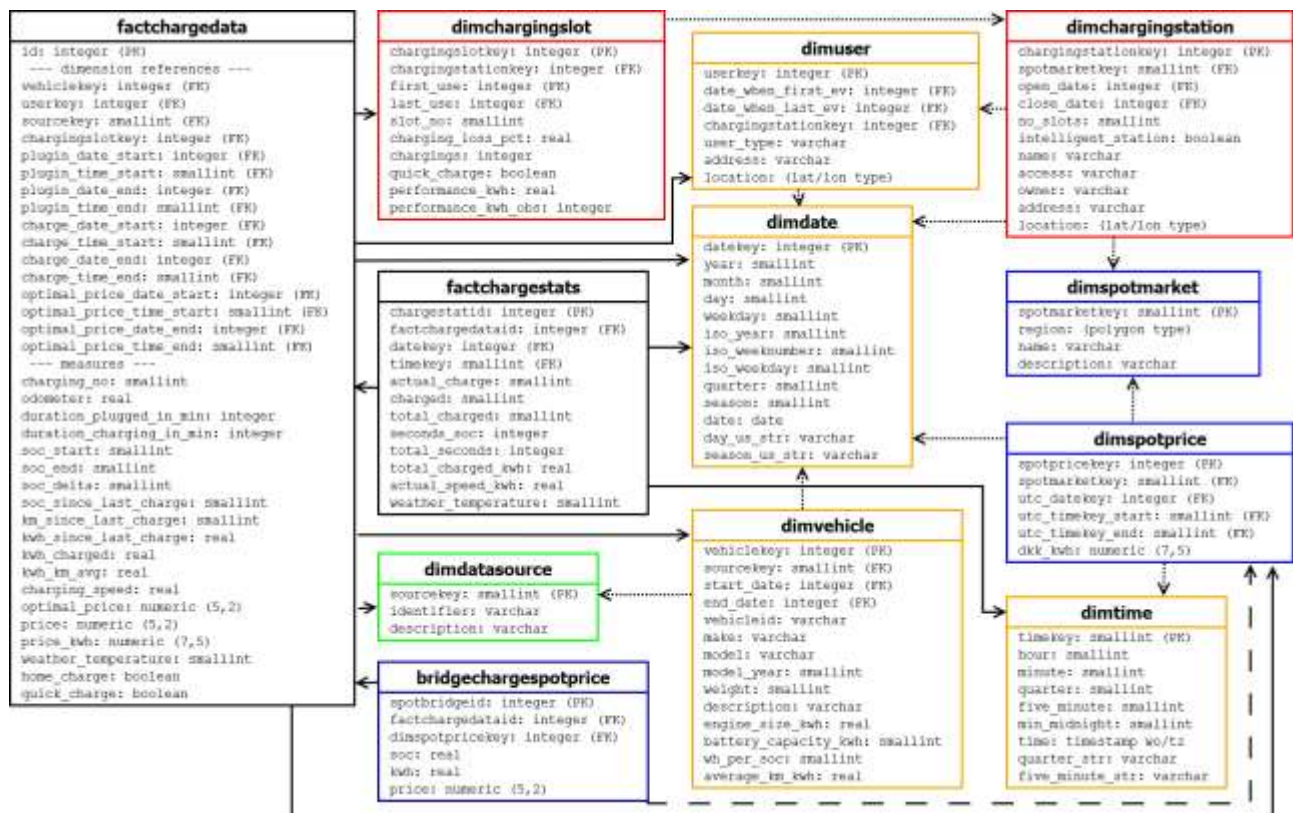 factchargedata
id: integer (PK)
--- dimension references ---
vehiclekey: integer (FK)
userkey: integer (FK)
sourcekey: smallint (FK)
chargingslotkey: integer (FK)
plugin_date_start: integer (FK)
plugin_time_start: smallint (FK)
plugin_date_end: integer (FK)
plugin_time_end: smallint (FK)
charge_date_start: integer (FK)
charge_time_start: smallint (FK)
charge_date_end: integer (FK)
charge_time_end: smallint (FK)
optimal_price_date_start: integer (FK)
optimal_price_time_start: smallint (FK)
optimal_price_date_end: integer (FK)
optimal_price_time_end: smallint (FK)
--- measures ---
charging_no: smallint
odometer: real
duration_plugged_in_min: integer
duration_charging_in_min: integer
soc_start: smallint
soc_end: smallint
soc_delta: smallint
soc_since_last_charge: smallint
km_since_last_charge: smallint
kwh_since_last_charge: real
kwh_charged: real
kwh_km_avg: real
charging_speed: real
optimal_price: numeric (5,2)
price: numeric (5,2)
price_kwh: numeric (7,5)
weather_temperature: smallint
home_charge: boolean
quick_charge: boolean
dimchargingslot
chargingslotkey: integer (PK)
chargingstationkey: integer (FK)
first_use: integer (FK)
last_use: integer (FK)
slot_no: smallint
charging_loss_pct: real
chargings: integer
quick_charge: boolean
performance_kwh: real
performance_kwh_obs: integer
factchargestats
chargestatid: integer (PK)
factchargedataid: integer (FK)
datekey: integer (FK)
timekey: smallint (FK)
actual_charge: smallint
charged: smallint
total_charged: smallint
seconds_soc: integer
total_seconds: integer
total_charged_kwh: real
actual_speed_kwh: real
weather_temperature: smallint
dimdatasource
sourcekey: smallint (PK)
identifier: varchar
description: varchar
bridgechargespotprice
spotbridgeid: integer (PK)
factchargedataid: integer (FK)
dimspotpricekey: integer (FK)
soc: real
kwh: real
price: numeric (5,2)
dimuser
userkey: integer (PK)
date_when_first_ev: integer (FK)
date_when_last_ev: integer (FK)
chargingstationkey: integer (FK)
user_type: varchar
address: varchar
location: (lat/lon type)
dimdate
datekey: integer (PK)
year: smallint
month: smallint
day: smallint
weekday: smallint
iso_year: smallint
iso_weeknumber: smallint
iso_weekday: smallint
quarter: smallint
season: smallint
date: date
day_us_str: varchar
season_us_str: varchar
dimvehicle
vehiclekey: integer (PK)
sourcekey: smallint (FK)
start_date: integer (FK)
end_date: integer (FK)
vehicleid: varchar
make: varchar
model: varchar
model_year: smallint
weight: smallint
description: varchar
engine_size_kwh: real
battery_capacity_kwh: smallint
wh_per_soc: smallint
average_km_kwh: real
dimchargingstation
chargingstationkey: integer (PK)
spotmarketkey: smallint (FK)
open_date: integer (FK)
close_date: integer (FK)
no_slots: smallint
intelligent_station: boolean
name: varchar
access: varchar
owner: varchar
address: varchar
location: (lat/lon type)
dimspotmarket
spotmarketkey: smallint (PK)
region: (polygon type)
name: varchar
description: varchar
dimspotprice
spotpricekey: integer (PK)
spotmarketkey: smallint (FK)
utc_datekey: integer (FK)
utc_timekey_start: smallint (FK)
utc_timekey_end: smallint (FK)
dkk_kwh: numeric (7,5)
dimtime
timekey: smallint (PK)
hour: smallint
minute: smallint
quarter: smallint
five_minute: smallint
min_midnight: smallint
time: timestamp wo/tz
quarter_str: varchar
five_minute_str: varchar